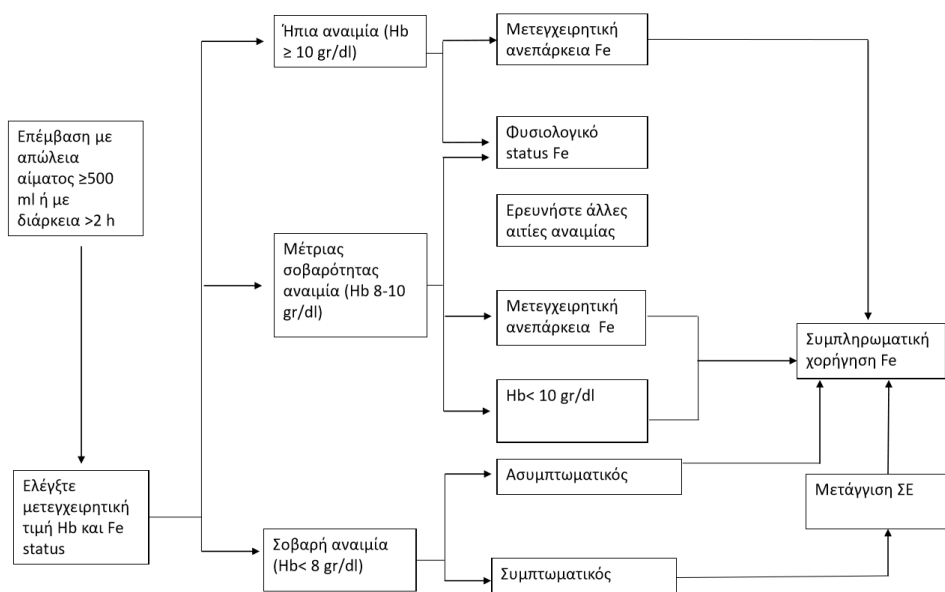 Επέμβαση με
απώλεια
αίματος ≥500
ml ή με
διάρκεια >2 h
Ελέγξτε
μετεγχειρητική
τιμή Hb και Fe
status
Ήπια αναιμία (Hb
≥ 10 gr/dl)
Μέτριας
σοβαρότητας
αναιμία (Hb 8-10
gr/dl)
Σοβαρή αναιμία
(Hb< 8 gr/dl)
Μετεγχειρητική
ανεπάρκεια Fe
Φυσιολογικό
status Fe
Ερευνήστε άλλες
αιτίες αναιμίας
Μετεγχειρητική
ανεπάρκεια Fe
Hb< 10 gr/dl
Ασυμπτωματικός
Συμπτωματικός
Συμπληρωματική
χορήγηση Fe
Μετάγγιση ΣΕ